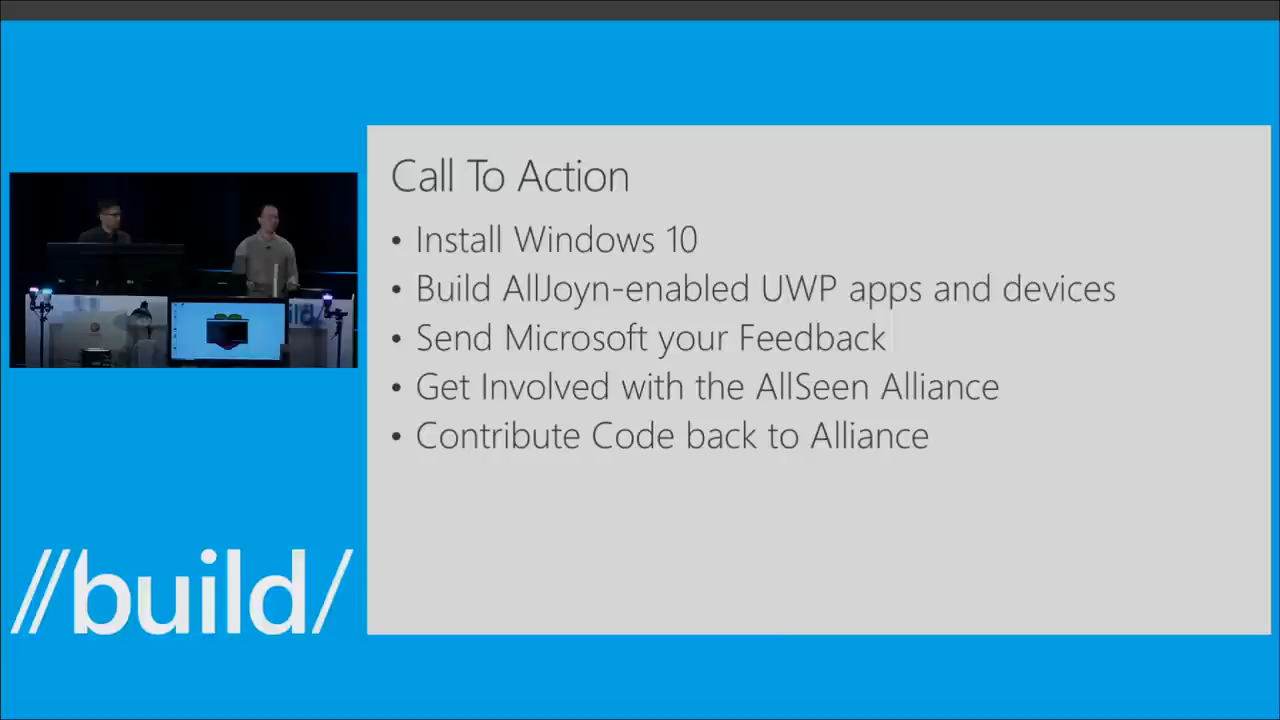 Call To Action
• Install Windows 10
• Build AllJoyn-enabled UWP apps and devices
• Send Microsoft your Feedback
• Get Involved with the AllSeen Alliance
• Contribute Code back to Alliance
//build/